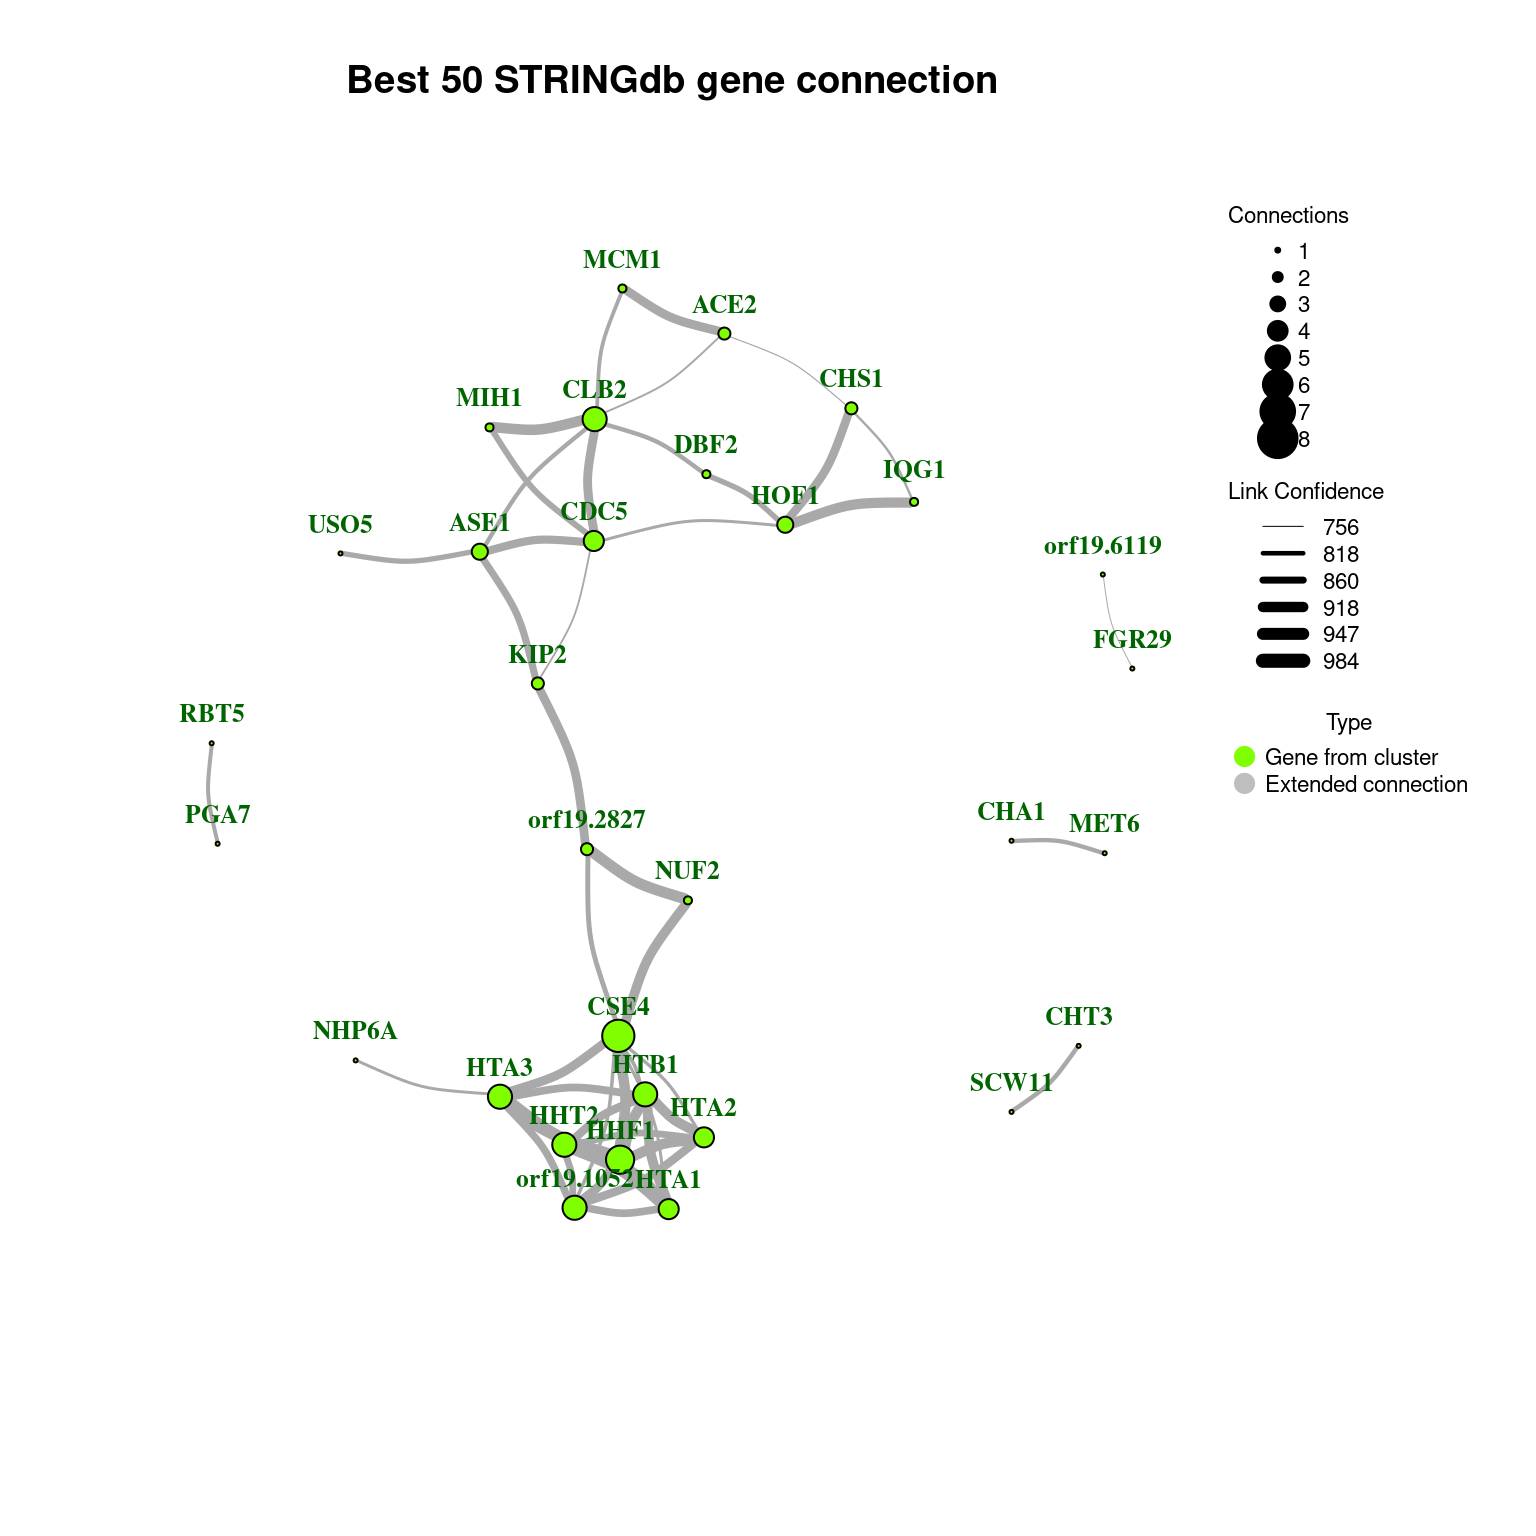 Best 50 STRINGdb gene connection
Connections
1
2
3
4
5
6
7
8
Link Confidence
756
818
860
918
947
984
Type
Gene from cluster
Extended connection
MCM1
ACE2
CHS1
CLB2
MIH1
DBF2
IQG1
HOF1
CDC5
ASE1
USO5
orf19.6119
FGR29
KIP2
RBT5
PGA7
CHA1
MET6
orf19.2827
NUF2
CSE4
CHT3
NHP6A
HTB1
HTA3
SCW11
HTA2
HHT2
HHF1
orf19.1052
HTA1